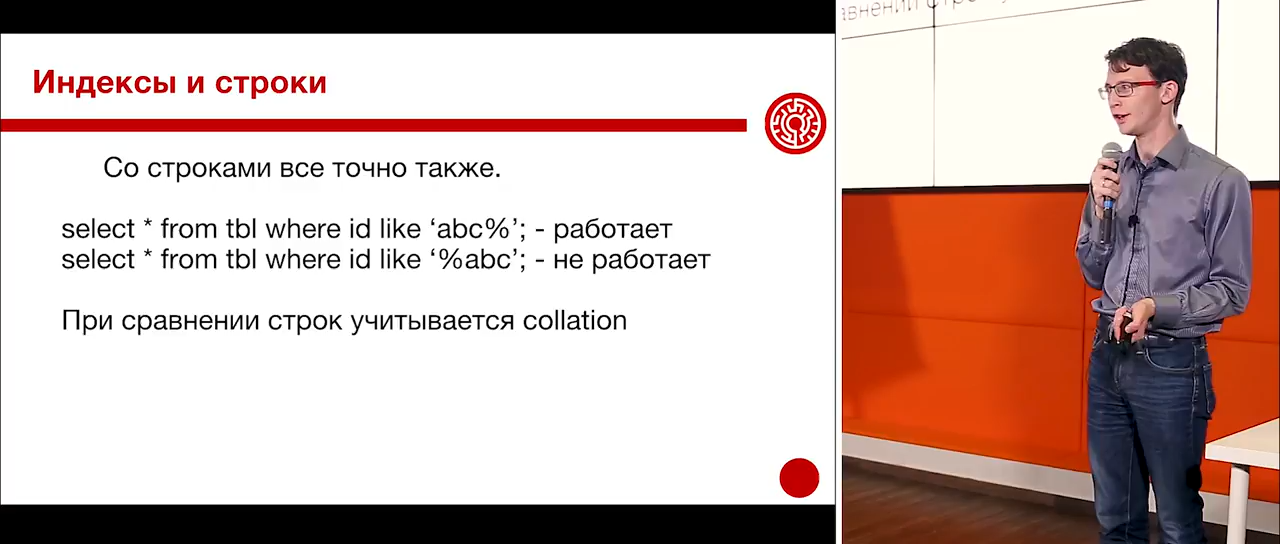 Индексы и строки
Со строками все точно также.
select * from tbl where id like ‘abc%’; - работает
select * from tbl where id like ‘%abc’; - не работает
При сравнении строк учитывается collation